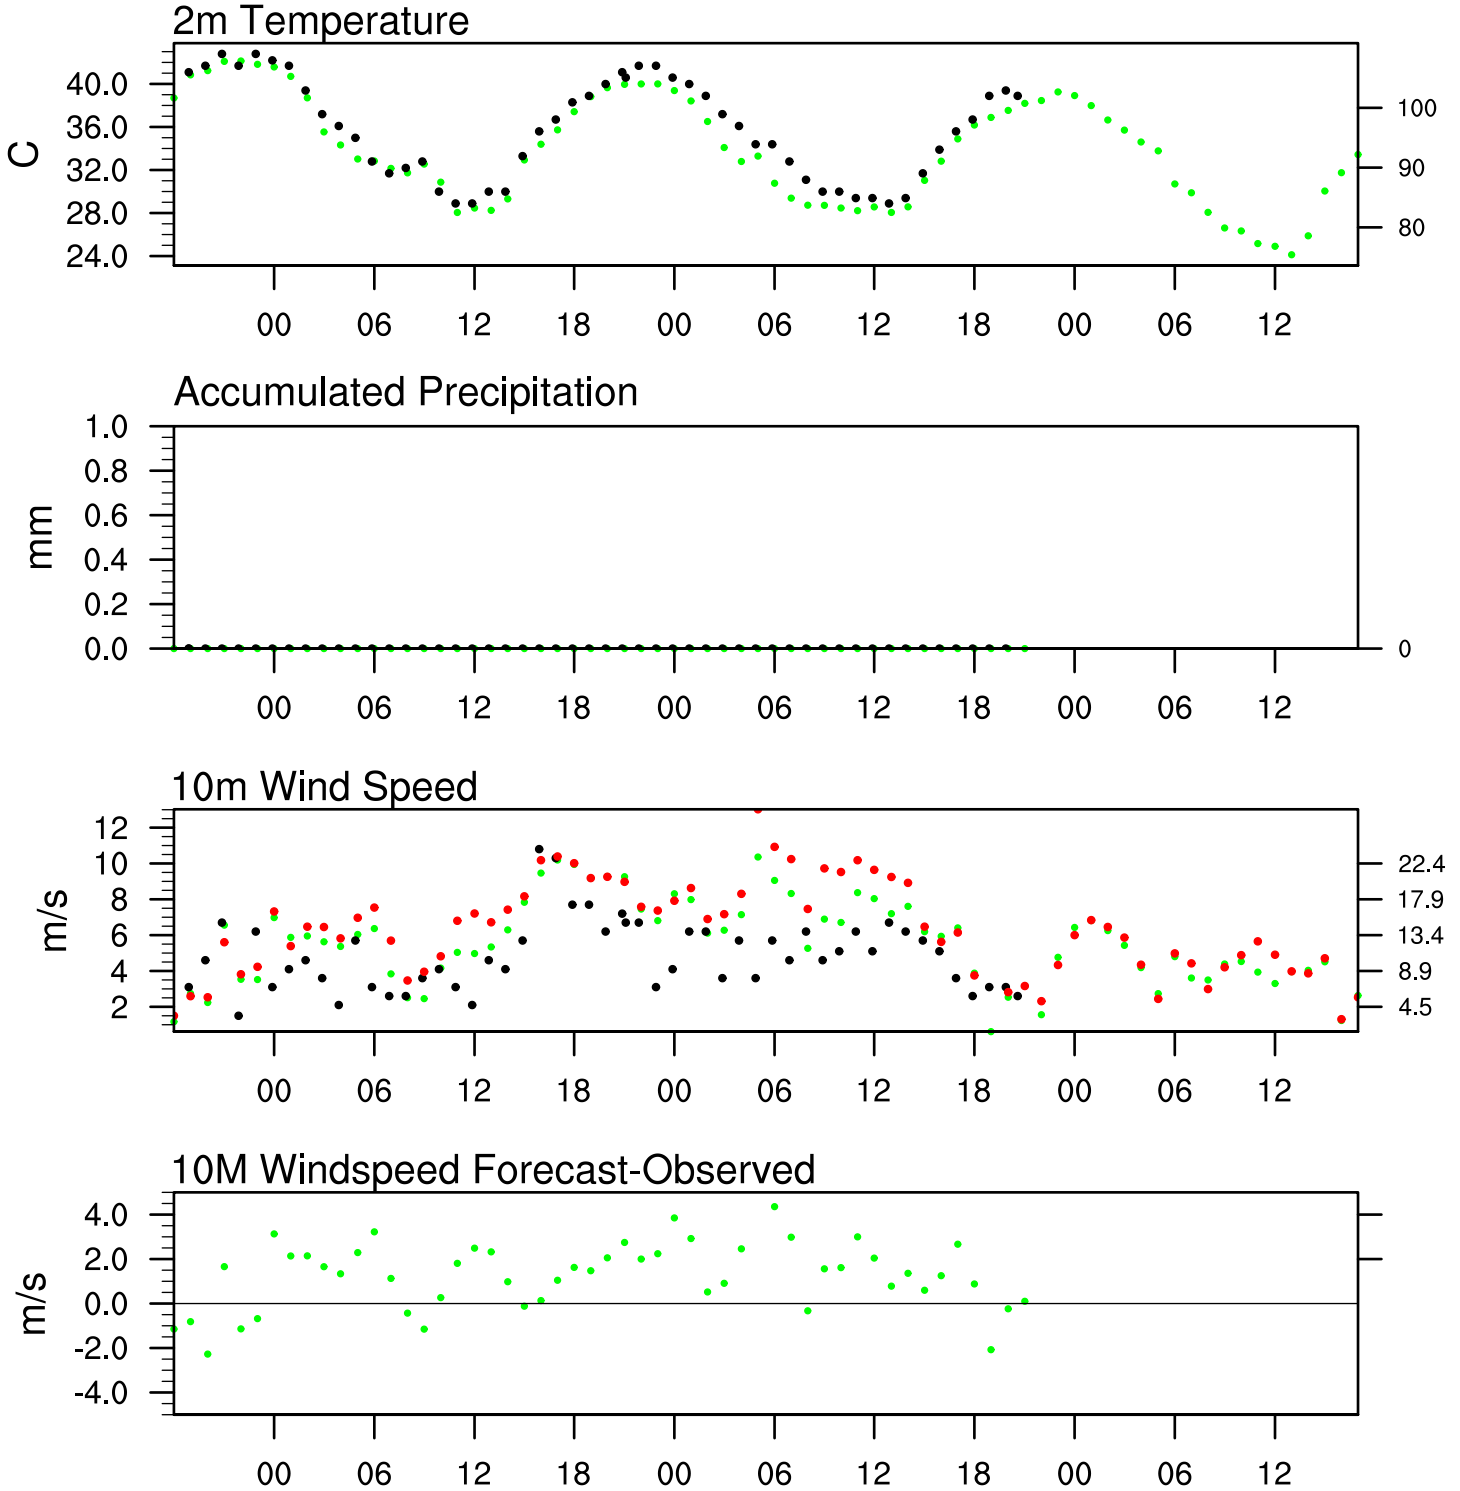 2m Temperature
C
40.0
36.0
32.0
28.0
24.0
100
90
80
00 06 12 18 00 06 12 18 00 06 12
Accumulated Precipitation
mm
1.0
0.8
0.6
0.4
0.2
0.0
0
00 06 12 18 00 06 12 18 00 06 12
10m Wind Speed
m/s
12
10
8
6
4
2
22.4
17.9
13.4
8.9
4.5
00 06 12 18 00 06 12 18 00 06 12
10M Windspeed Forecast-Observed
m/s
4.0
2.0
0.0
-2.0
-4.0
00 06 12 18 00 06 12 18 00 06 12